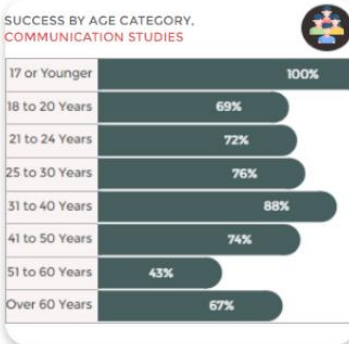 SUCCESS BY AGE CATEGORY,
COMMUNICATION STUDIES
17 or Younger 100%
18 to 20 Years 69%
21 to 24 Years 72%
25 to 30 Years 76%
31 to 40 Years 88%
41 to 50 Years 74%
51 to 60 Years 43%
Over 60 Years 67%